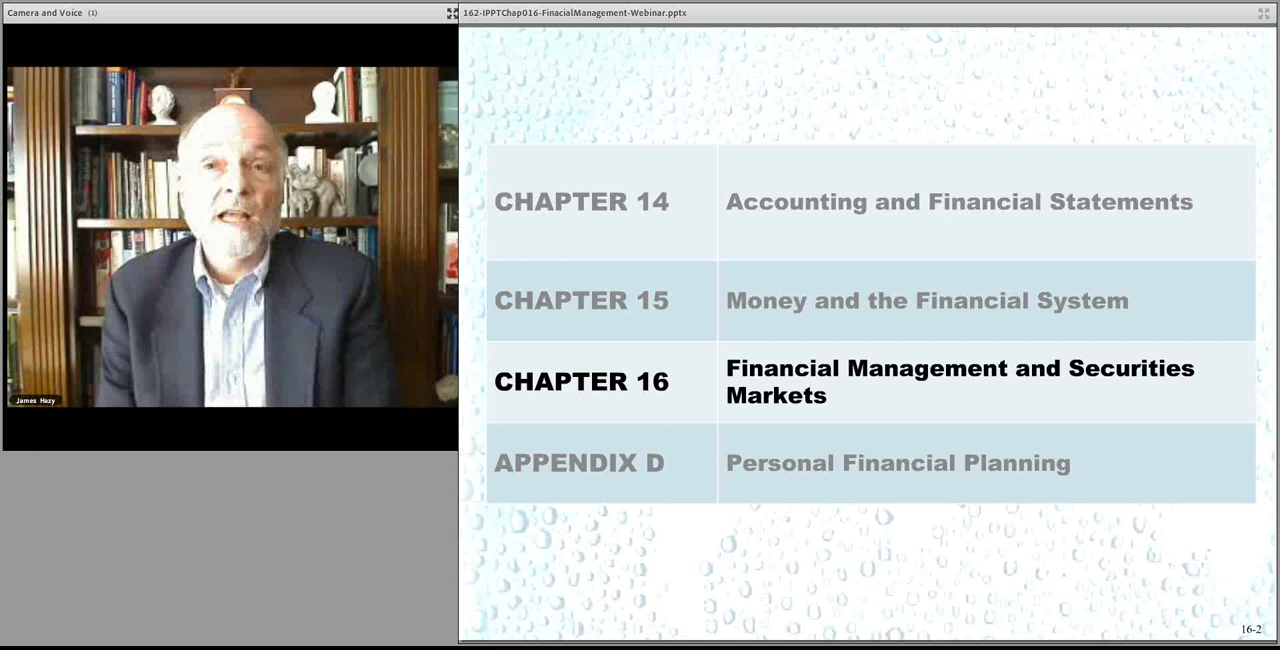 Camera and Voice (1)
162-IPPTChap016-FinacialManagement-Webinar.pptx
James Hazy
CHAPTER 14
Accounting and Financial Statements
CHAPTER 15
Money and the Financial System
CHAPTER 16
Financial Management and Securities
Markets
APPENDIX D
Personal Financial Planning
16-2